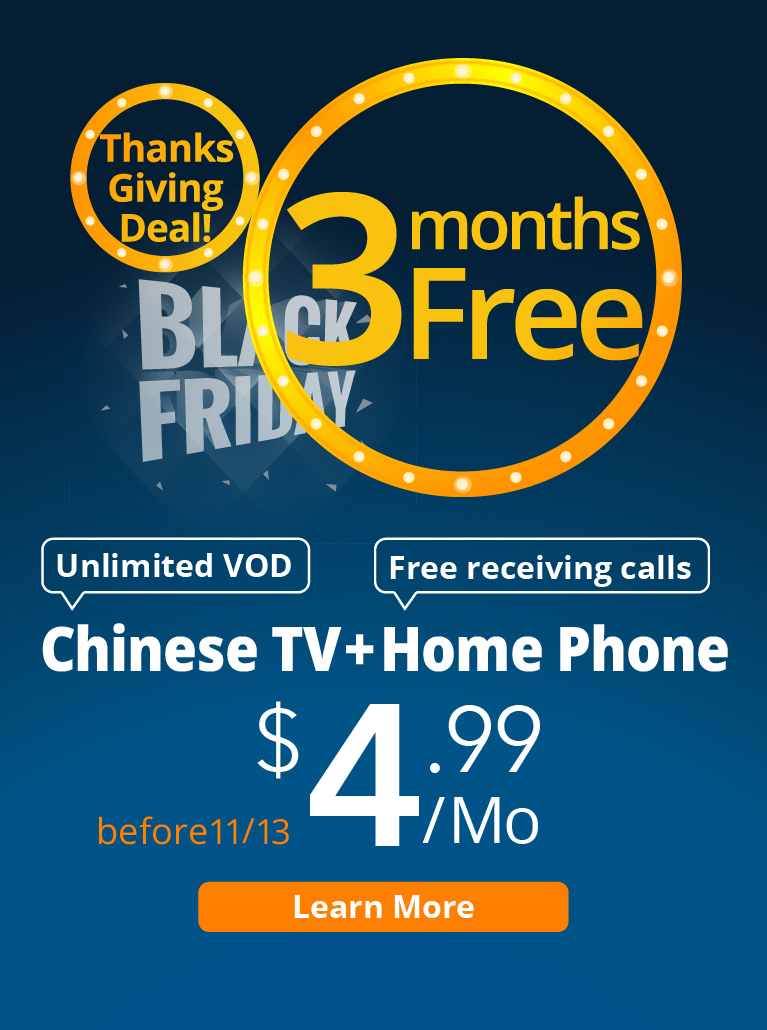 Thanks
Giving
Deal!
3 months
Free
BLACK
FRIDAY
Unlimited VOD
Free receiving calls
Chinese TV+Home Phone
$4.99
/Mo
before11/13
Learn More